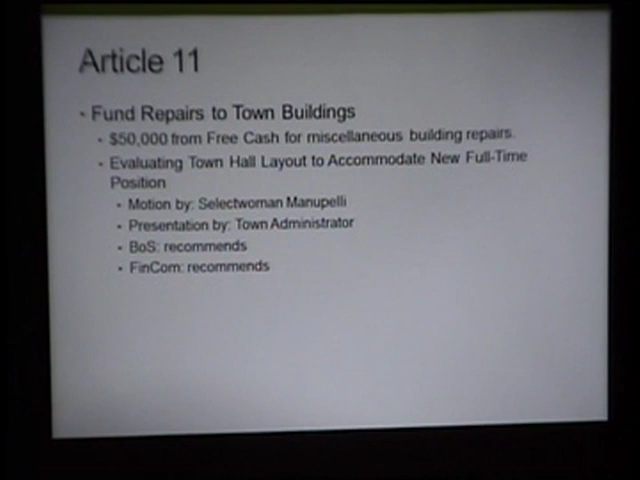 Article 11
• Fund Repairs to Town Buildings
• $50,000 from Free Cash for miscellaneous building repairs.
• Evaluating Town Hall Layout to Accommodate New Full-Time
Position
• Motion by: Selectwoman Manupelli
• Presentation by: Town Administrator
• BoS: recommends
• FinCom: recommends